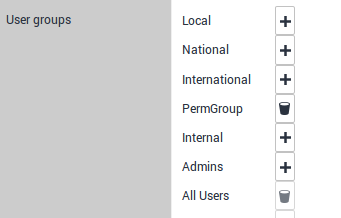 User groups
Local
National
International
PermGroup
Internal
Admins
All Users